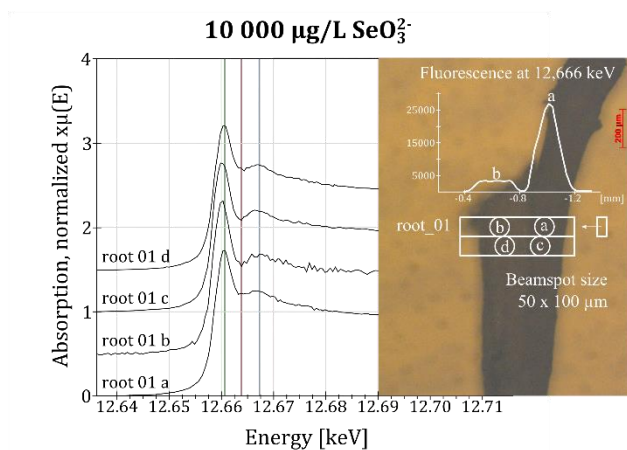 10 000 µg/L SeO₃²⁻
Absorption, normalized xµ(E)
4
3
2
1
0
root 01 d
root 01 c
root 01 b
root 01 a
12.64 12.65 12.66 12.67 12.68 12.69 12.70 12.71
Energy [keV]
Fluorescence at 12,666 keV
a
25000
15000
5000
b
-0.4 -0.8 -1.2 [mm]
200 µm
root_01
b a
d c
Beamspot size
50 x 100 µm